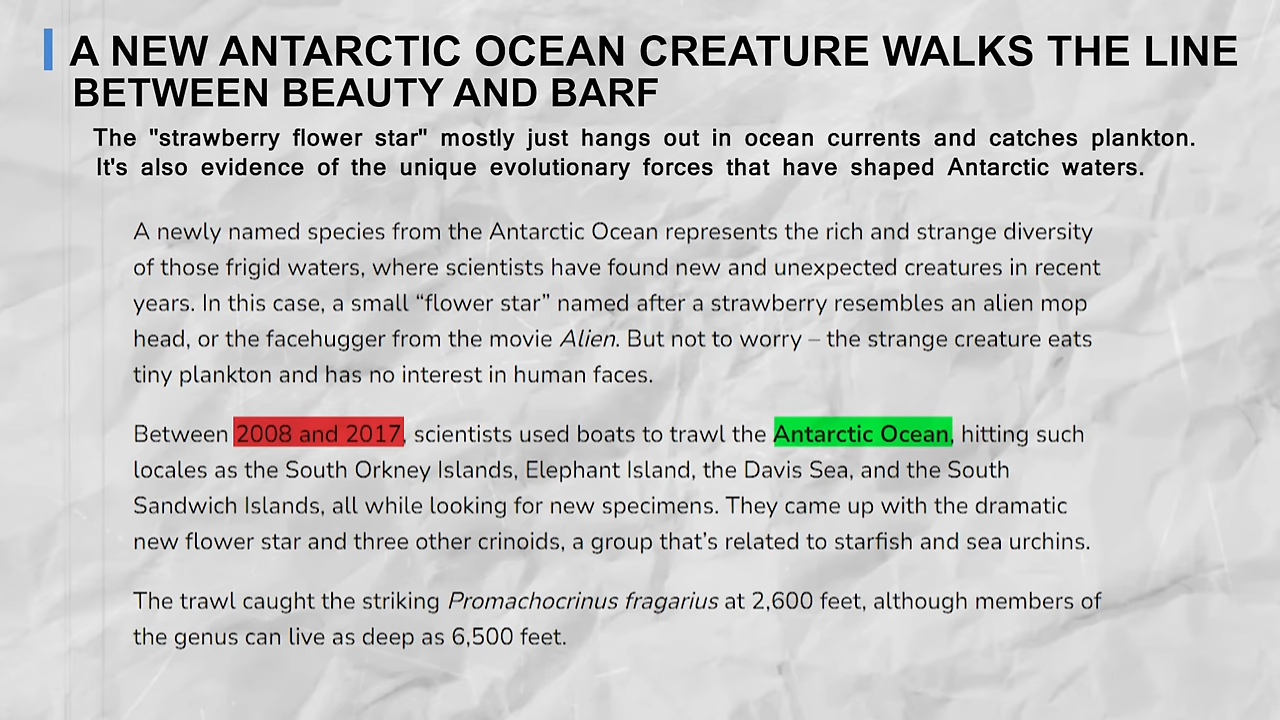 A NEW ANTARCTIC OCEAN CREATURE WALKS THE LINE
BETWEEN BEAUTY AND BARF
The "strawberry flower star" mostly just hangs out in ocean currents and catches plankton.
It's also evidence of the unique evolutionary forces that have shaped Antarctic waters.
A newly named species from the Antarctic Ocean represents the rich and strange diversity
of those frigid waters, where scientists have found new and unexpected creatures in recent
years. In this case, a small “flower star” named after a strawberry resembles an alien mop
head, or the facehugger from the movie Alien. But not to worry – the strange creature eats
tiny plankton and has no interest in human faces.
Between 2008 and 2017, scientists used boats to trawl the Antarctic Ocean, hitting such
locales as the South Orkney Islands, Elephant Island, the Davis Sea, and the South
Sandwich Islands, all while looking for new specimens. They came up with the dramatic
new flower star and three other crinoids, a group that’s related to starfish and sea urchins.
The trawl caught the striking Promachocrinus fragarius at 2,600 feet, although members of
the genus can live as deep as 6,500 feet.